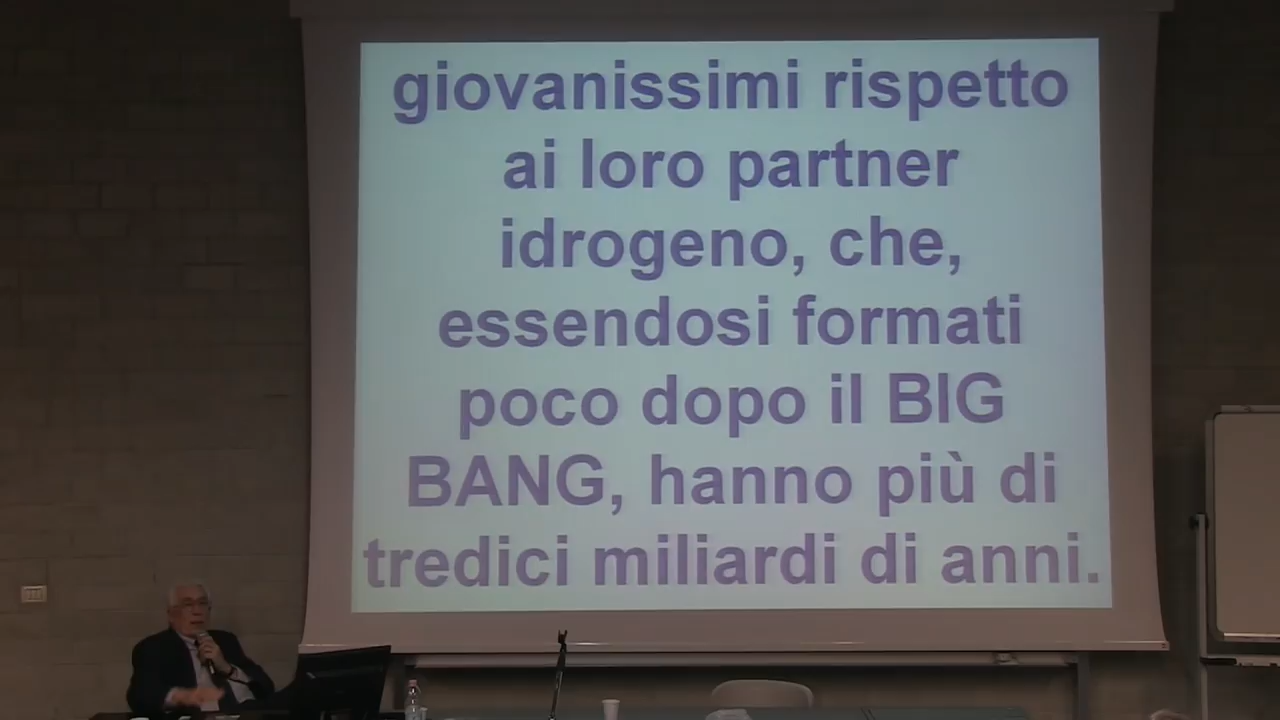 giovanissimi rispetto
ai loro partner
idrogeno, che,
essendosi formati
poco dopo il BIG
BANG, hanno più di
tredici miliardi di anni.